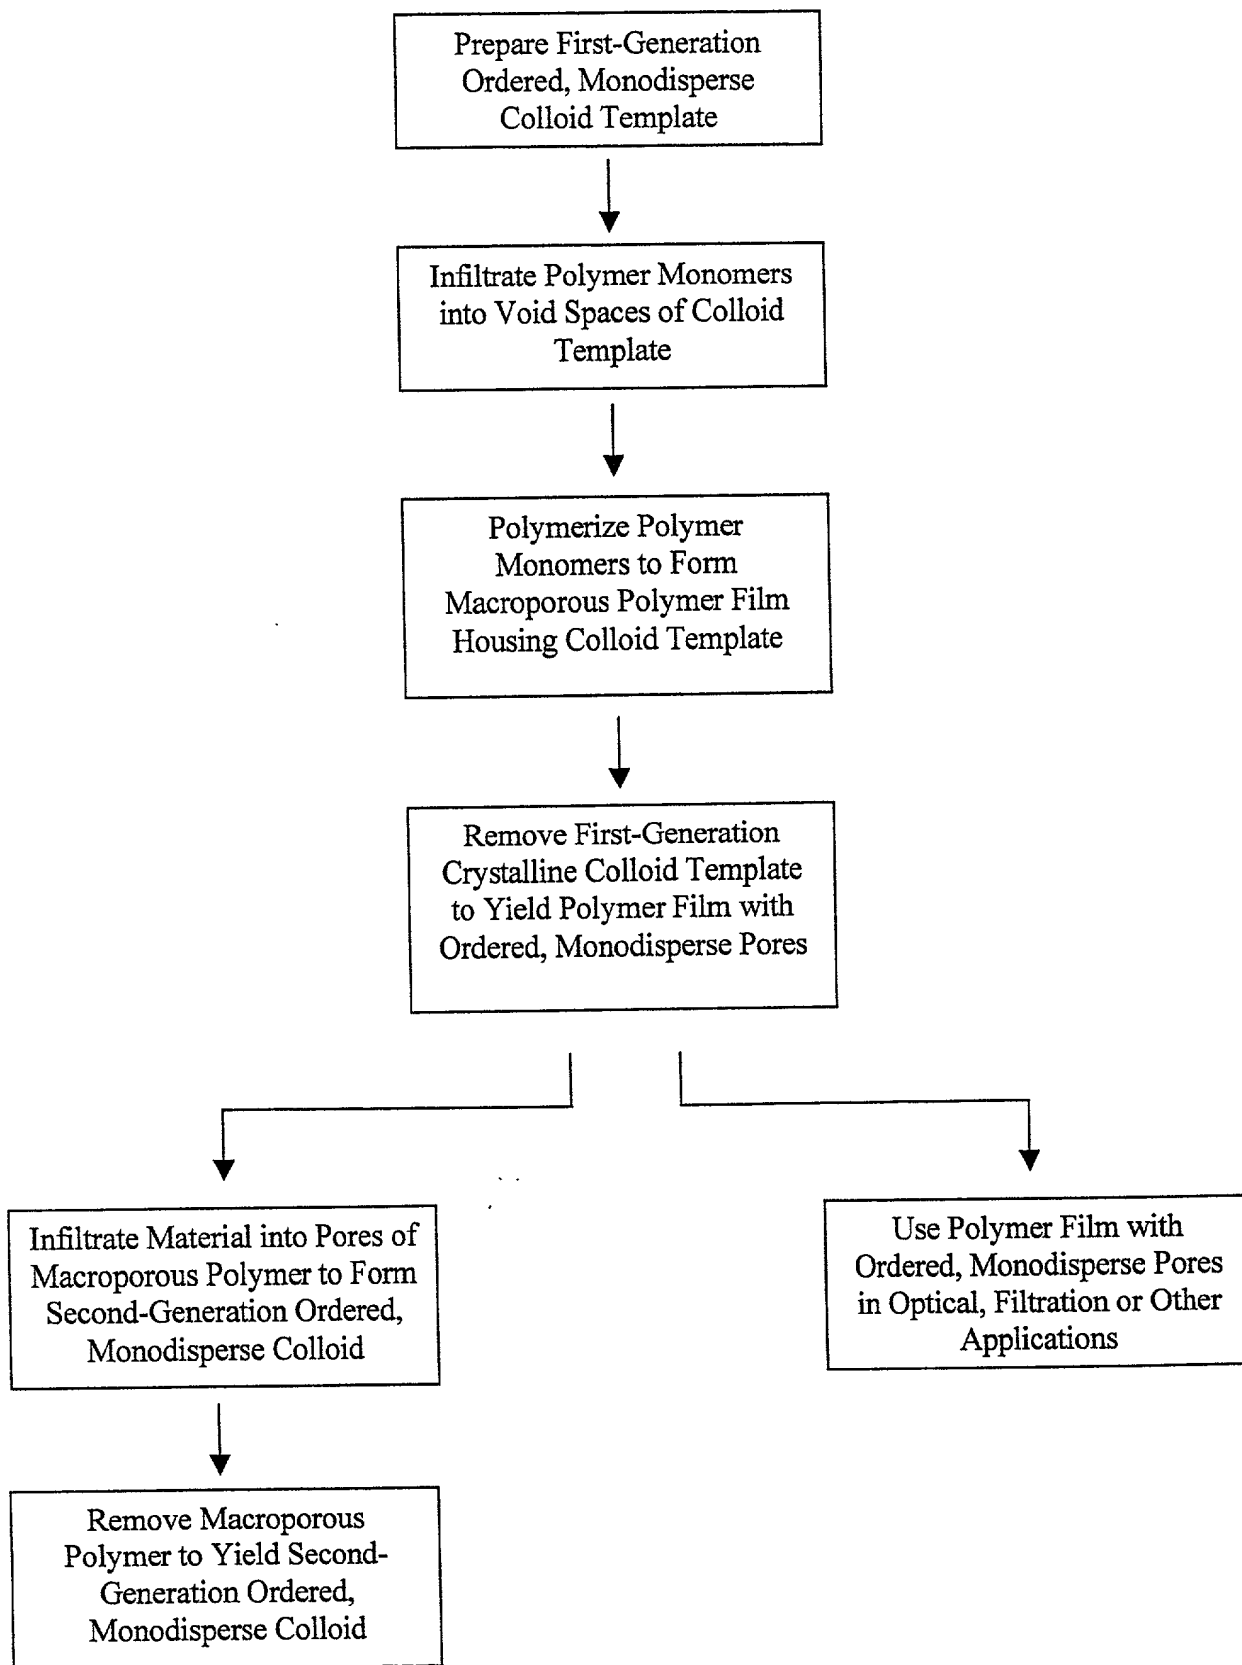 Prepare First-Generation
Ordered, Monodisperse
Colloid Template
Infiltrate Polymer Monomers
into Void Spaces of Colloid
Template
Polymerize Polymer
Monomers to Form
Macroporous Polymer Film
Housing Colloid Template
Remove First-Generation
Crystalline Colloid Template
to Yield Polymer Film with
Ordered, Monodisperse Pores
Infiltrate Material into Pores of
Macroporous Polymer to Form
Second-Generation Ordered,
Monodisperse Colloid
Use Polymer Film with
Ordered, Monodisperse Pores
in Optical, Filtration or Other
Applications
Remove Macroporous
Polymer to Yield Second-
Generation Ordered,
Monodisperse Colloid